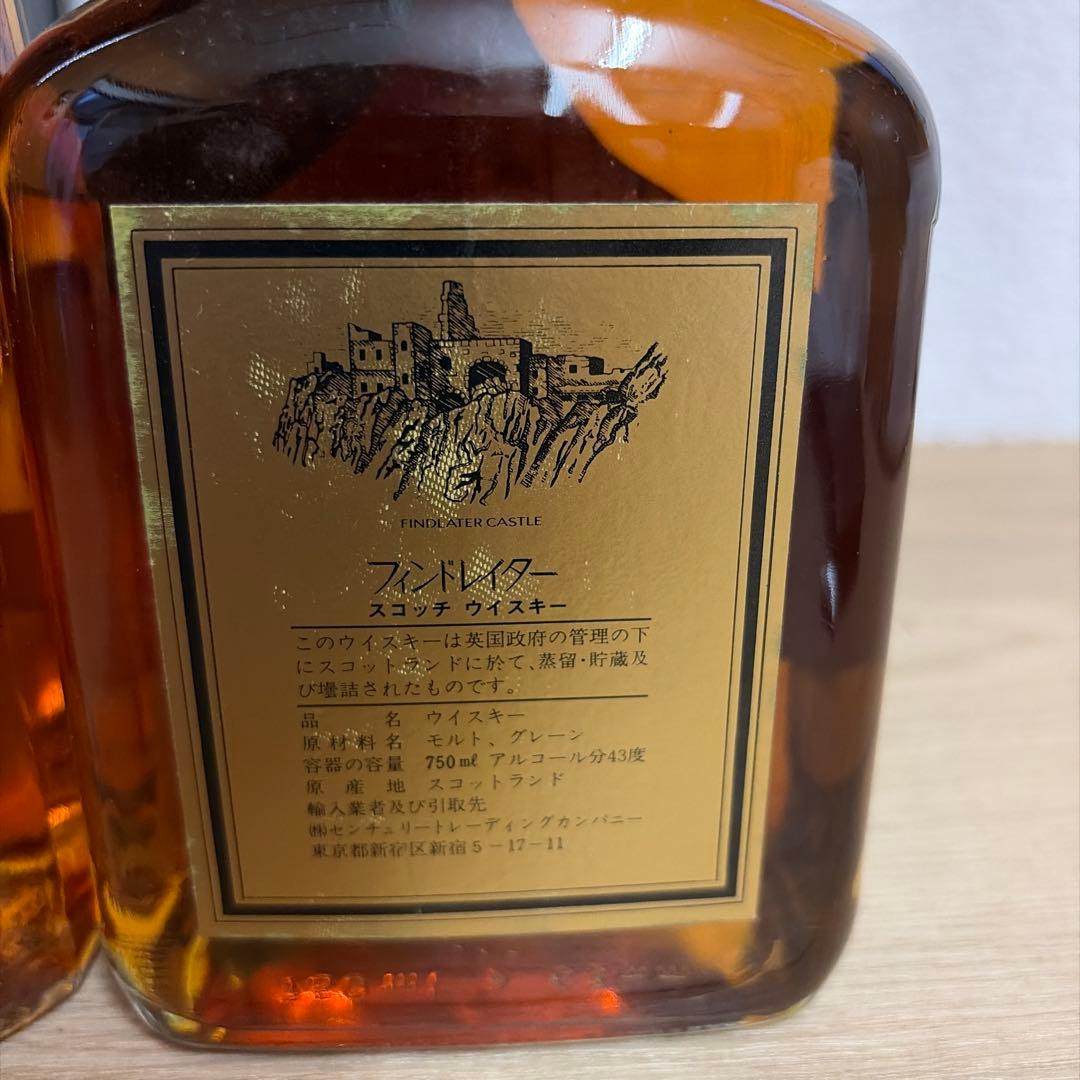 FINDLATER CASTLE
フィンドレイター
スコッチ ウイスキー
このウイスキーは英国政府の管理の下
にスコットランドに於て、蒸留・貯蔵及
び壜詰されたものです。
品 名 ウイスキー
原材料名 モルト、グレーン
容器の容量 750mℓ アルコール分43度
原産地 スコットランド
輸入業者及び引取先
㈱センチュリートレーディングカンパニー
東京都新宿区新宿5-17-11